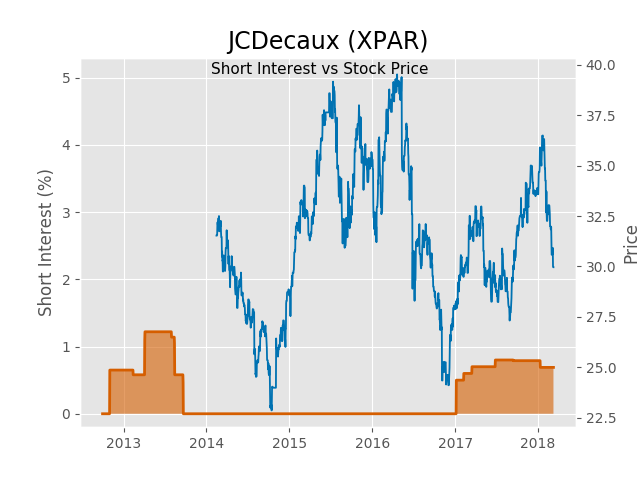 JCDecaux (XPAR)
Short Interest vs Stock Price
Short Interest (%)
5
4
3
2
1
0
40.0
37.5
35.0
32.5
30.0
27.5
25.0
22.5
Price
2013 2014 2015 2016 2017 2018